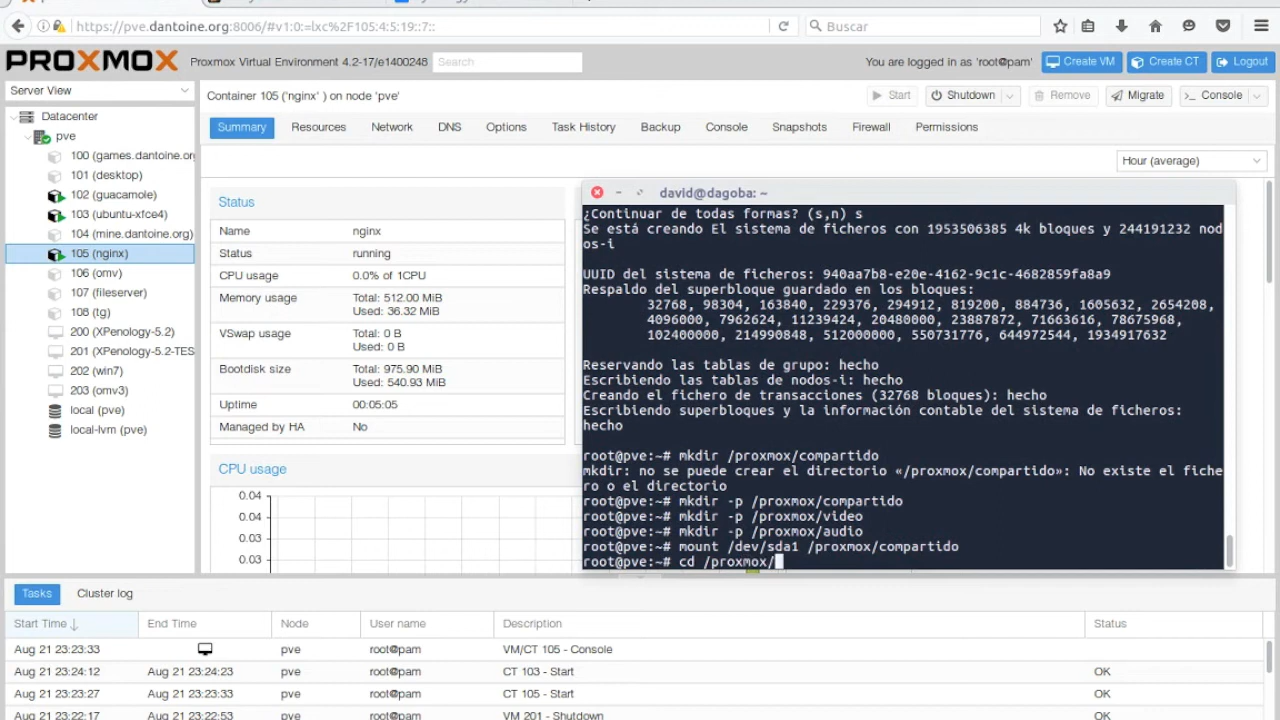 https://pve.dantoine.org:8006/#v1:0:=lxc%2F105:4:5:19::7::
Buscar
PROXMOX
Proxmox Virtual Environment 4.2-17/e1400248
Search
You are logged in as 'root@pam'
Create VM
Create CT
Logout
Server View
Container 105 ('nginx' ) on node 'pve'
Start
Shutdown
Remove
Migrate
>_ Console
Datacenter
pve
100 (games.dantoine.org
101 (desktop)
102 (guacamole)
103 (ubuntu-xfce4)
104 (mine.dantoine.org)
105 (nginx)
106 (omv)
107 (fileserver)
108 (tg)
200 (XPenology-5.2)
201 (XPenology-5.2-TES
202 (win7)
203 (omv3)
local (pve)
local-lvm (pve)
Summary
Resources
Network
DNS
Options
Task History
Backup
Console
Snapshots
Firewall
Permissions
Hour (average)
Status
Name nginx
Status running
CPU usage 0.0% of 1CPU
Memory usage Total: 512.00 MiB
Used: 36.32 MiB
VSwap usage Total: 0 B
Used: 0 B
Bootdisk size Total: 975.90 MiB
Used: 540.93 MiB
Uptime 00:05:05
Managed by HA No
CPU usage
0.04
0.04
0.03
0.03
david@dagoba: ~
¿Continuar de todas formas? (s,n) s
Se está creando El sistema de ficheros con 1953506385 4k bloques y 244191232 nod
os-i
UUID del sistema de ficheros: 940aa7b8-e20e-4162-9c1c-4682859fa8a9
Respaldo del superbloque guardado en los bloques:
32768, 98304, 163840, 229376, 294912, 819200, 884736, 1605632, 2654208,
4096000, 7962624, 11239424, 20480000, 23887872, 71663616, 78675968,
102400000, 214990848, 512000000, 550731776, 644972544, 1934917632
Reservando las tablas de grupo: hecho
Escribiendo las tablas de nodos-i: hecho
Creando el fichero de transacciones (32768 bloques): hecho
Escribiendo superbloques y la información contable del sistema de ficheros:
hecho
root@pve:~# mkdir /proxmox/compartido
mkdir: no se puede crear el directorio «/proxmox/compartido»: No existe el fiche
ro o el directorio
root@pve:~# mkdir -p /proxmox/compartido
root@pve:~# mkdir -p /proxmox/video
root@pve:~# mkdir -p /proxmox/audio
root@pve:~# mount /dev/sda1 /proxmox/compartido
root@pve:~# cd /proxmox/
Tasks
Cluster log
Start Time
End Time
Node
User name
Description
Status
Aug 21 23:23:33 pve root@pam VM/CT 105 - Console
Aug 21 23:24:12 Aug 21 23:24:23 pve root@pam CT 103 - Start OK
Aug 21 23:23:27 Aug 21 23:23:33 pve root@pam CT 105 - Start OK
Aug 21 23:22:17 Aug 21 23:22:53 pve root@pam VM 201 - Shutdown OK